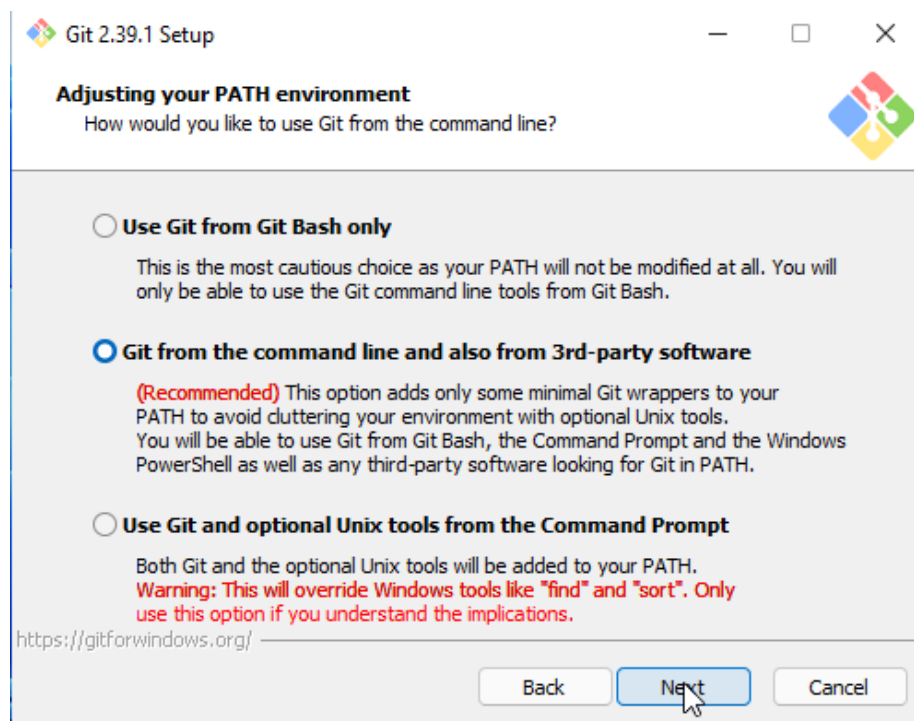 Git 2.39.1 Setup
Adjusting your PATH environment
How would you like to use Git from the command line?
Use Git from Git Bash only
This is the most cautious choice as your PATH will not be modified at all. You will
only be able to use the Git command line tools from Git Bash.
Git from the command line and also from 3rd-party software
(Recommended) This option adds only some minimal Git wrappers to your
PATH to avoid cluttering your environment with optional Unix tools.
You will be able to use Git from Git Bash, the Command Prompt and the Windows
PowerShell as well as any third-party software looking for Git in PATH.
Use Git and optional Unix tools from the Command Prompt
Both Git and the optional Unix tools will be added to your PATH.
Warning: This will override Windows tools like "find" and "sort". Only
use this option if you understand the implications.
https://gitforwindows.org/
Back Next Cancel